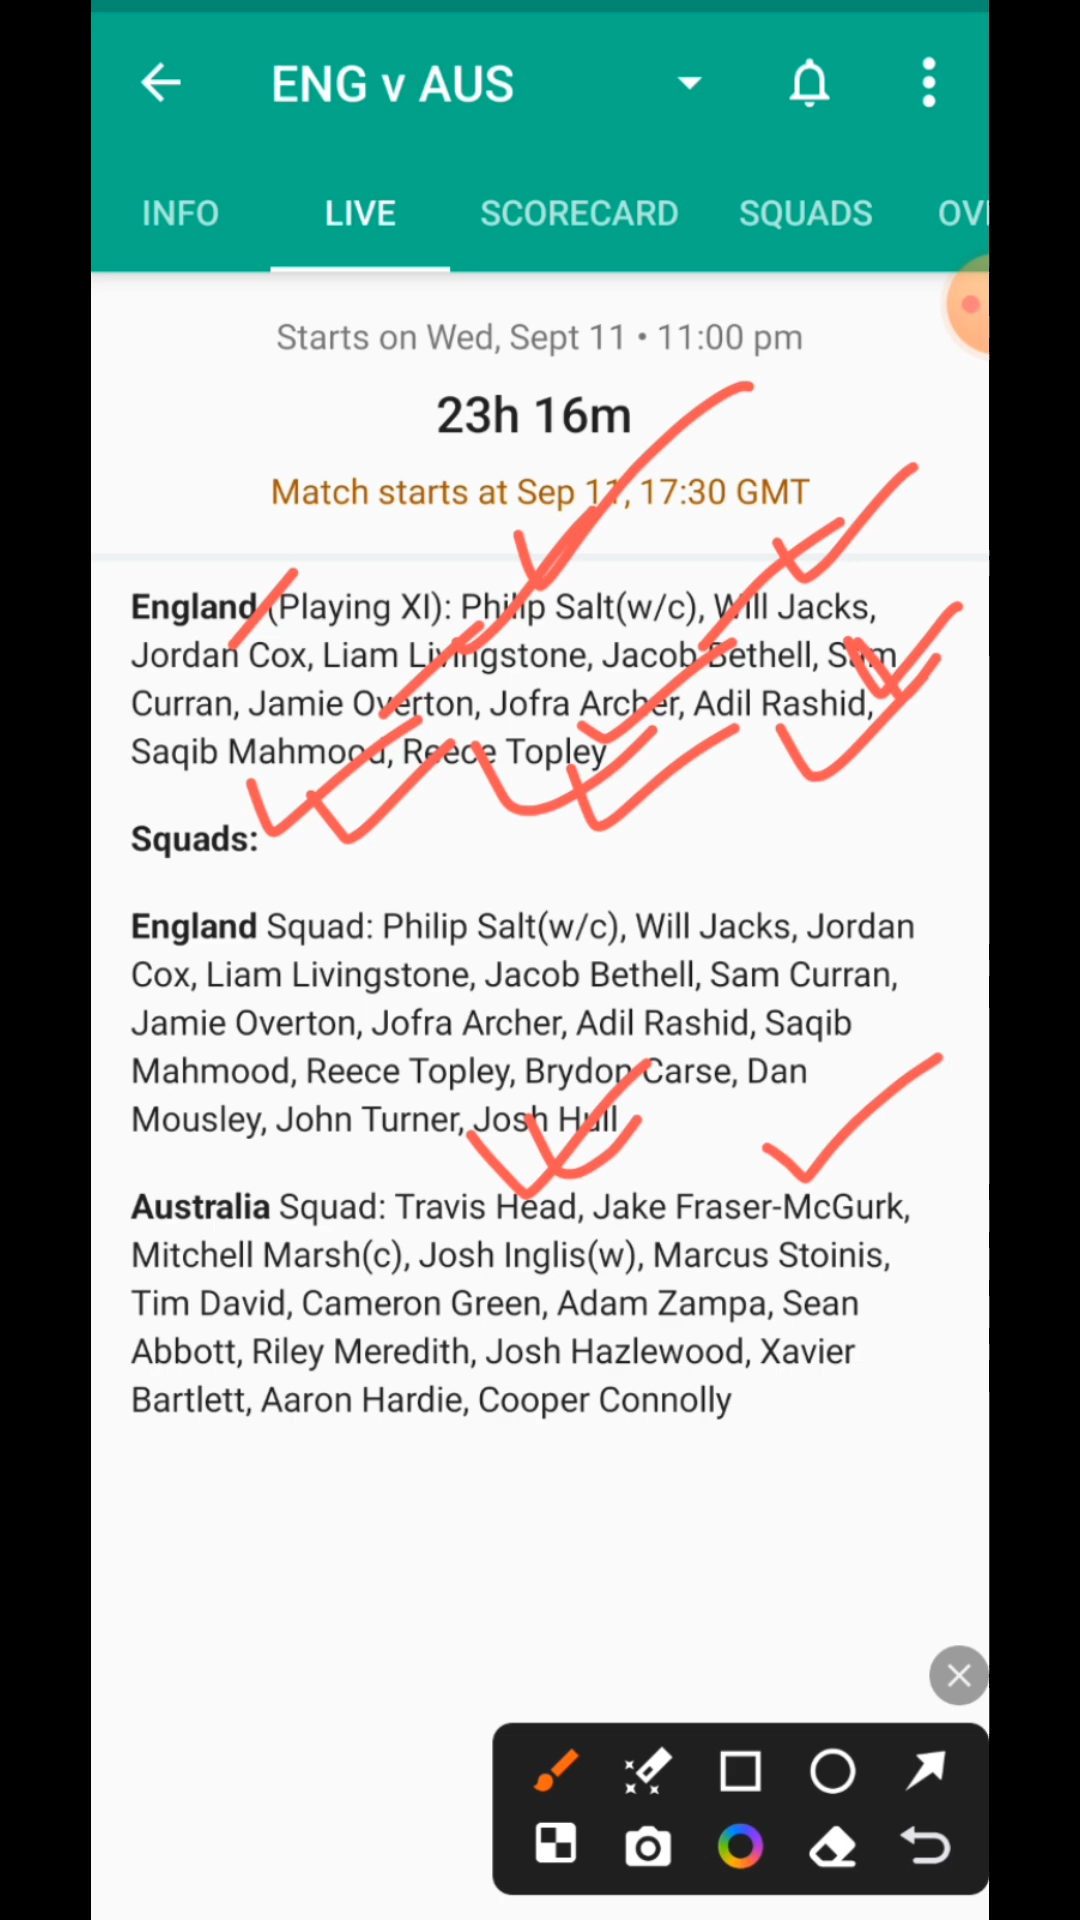 ENG v AUS
INFO LIVE SCORECARD SQUADS OV
Starts on Wed, Sept 11 • 11:00 pm
23h 16m
Match starts at Sep 11, 17:30 GMT
England (Playing XI): Philip Salt(w/c), Will Jacks,
Jordan Cox, Liam Livingstone, Jacob Bethell, Sam
Curran, Jamie Overton, Jofra Archer, Adil Rashid,
Saqib Mahmood, Reece Topley
Squads:
England Squad: Philip Salt(w/c), Will Jacks, Jordan
Cox, Liam Livingstone, Jacob Bethell, Sam Curran,
Jamie Overton, Jofra Archer, Adil Rashid, Saqib
Mahmood, Reece Topley, Brydon Carse, Dan
Mousley, John Turner, Josh Hull
Australia Squad: Travis Head, Jake Fraser-McGurk,
Mitchell Marsh(c), Josh Inglis(w), Marcus Stoinis,
Tim David, Cameron Green, Adam Zampa, Sean
Abbott, Riley Meredith, Josh Hazlewood, Xavier
Bartlett, Aaron Hardie, Cooper Connolly